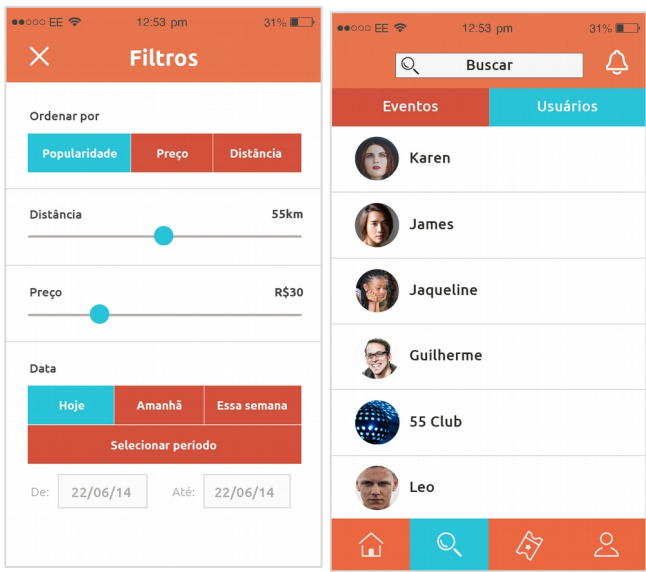 EE 12:53 pm 31%
Filtros
Ordenar por
Popularidade Preço Distância
Distância 55km
Preço R$30
Data
Hoje Amanhã Essa semana
Selecionar período
De: 22/06/14 Até: 22/06/14
EE 12:53 pm 31%
Buscar
Eventos Usuários
Karen
James
Jaqueline
Guilherme
55 Club
Leo